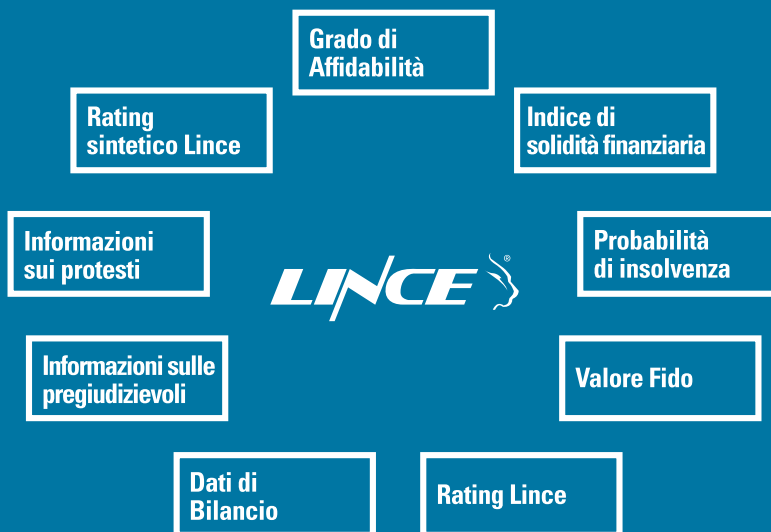 Grado di
Affidabilità
Rating
sintetico Lince
Indice di
solidità finanziaria
Informazioni
sui protesti
LINCE®
Probabilità
di insolvenza
Informazioni sulle
pregiudizievoli
Valore Fido
Dati di
Bilancio
Rating Lince